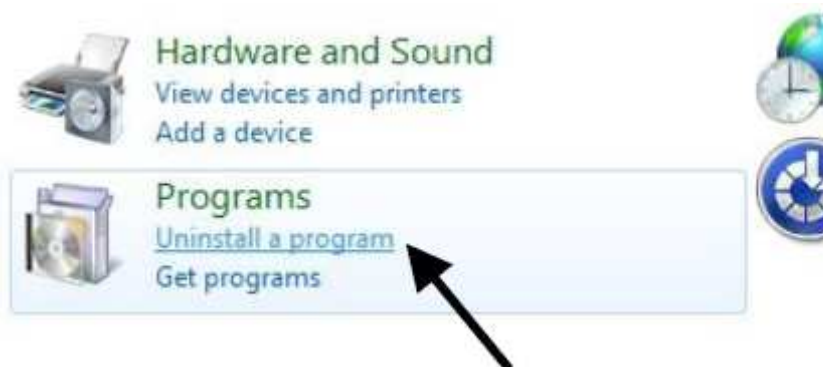 Hardware and Sound
View devices and printers
Add a device
Programs
Uninstall a program
Get programs